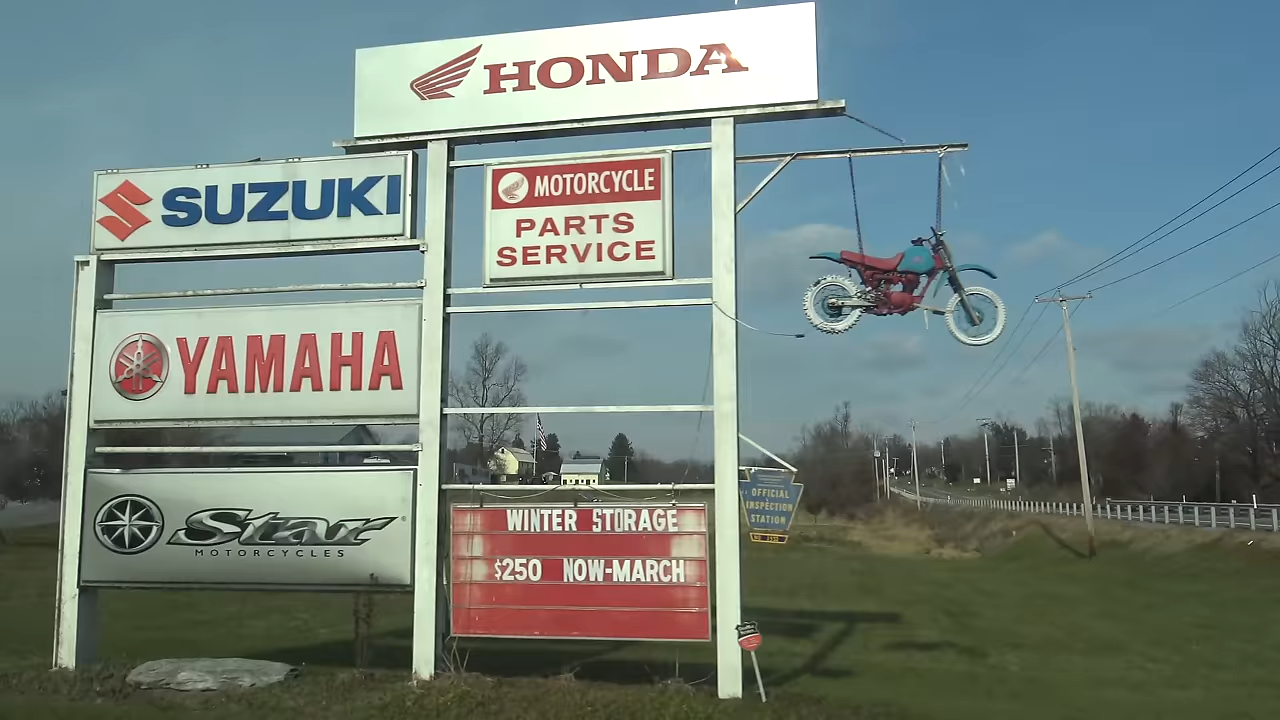 HONDA
SUZUKI
MOTORCYCLE
PARTS
SERVICE
YAMAHA
Star
MOTORCYCLES
OFFICIAL
INSPECTION
STATION
WINTER STORAGE
$250 NOW-MARCH